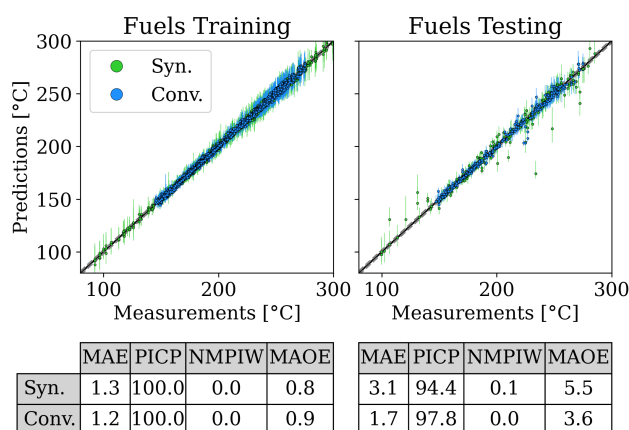 Fuels Training
Fuels Testing
300
250
200
150
100
Predictions [°C]
Syn.
Conv.
100 200 300
100 200 300
Measurements [°C]
Measurements [°C]
MAE PICP NMPIW MAOE MAE PICP NMPIW MAOE
Syn. 1.3 100.0 0.0 0.8 3.1 94.4 0.1 5.5
Conv. 1.2 100.0 0.0 0.9 1.7 97.8 0.0 3.6